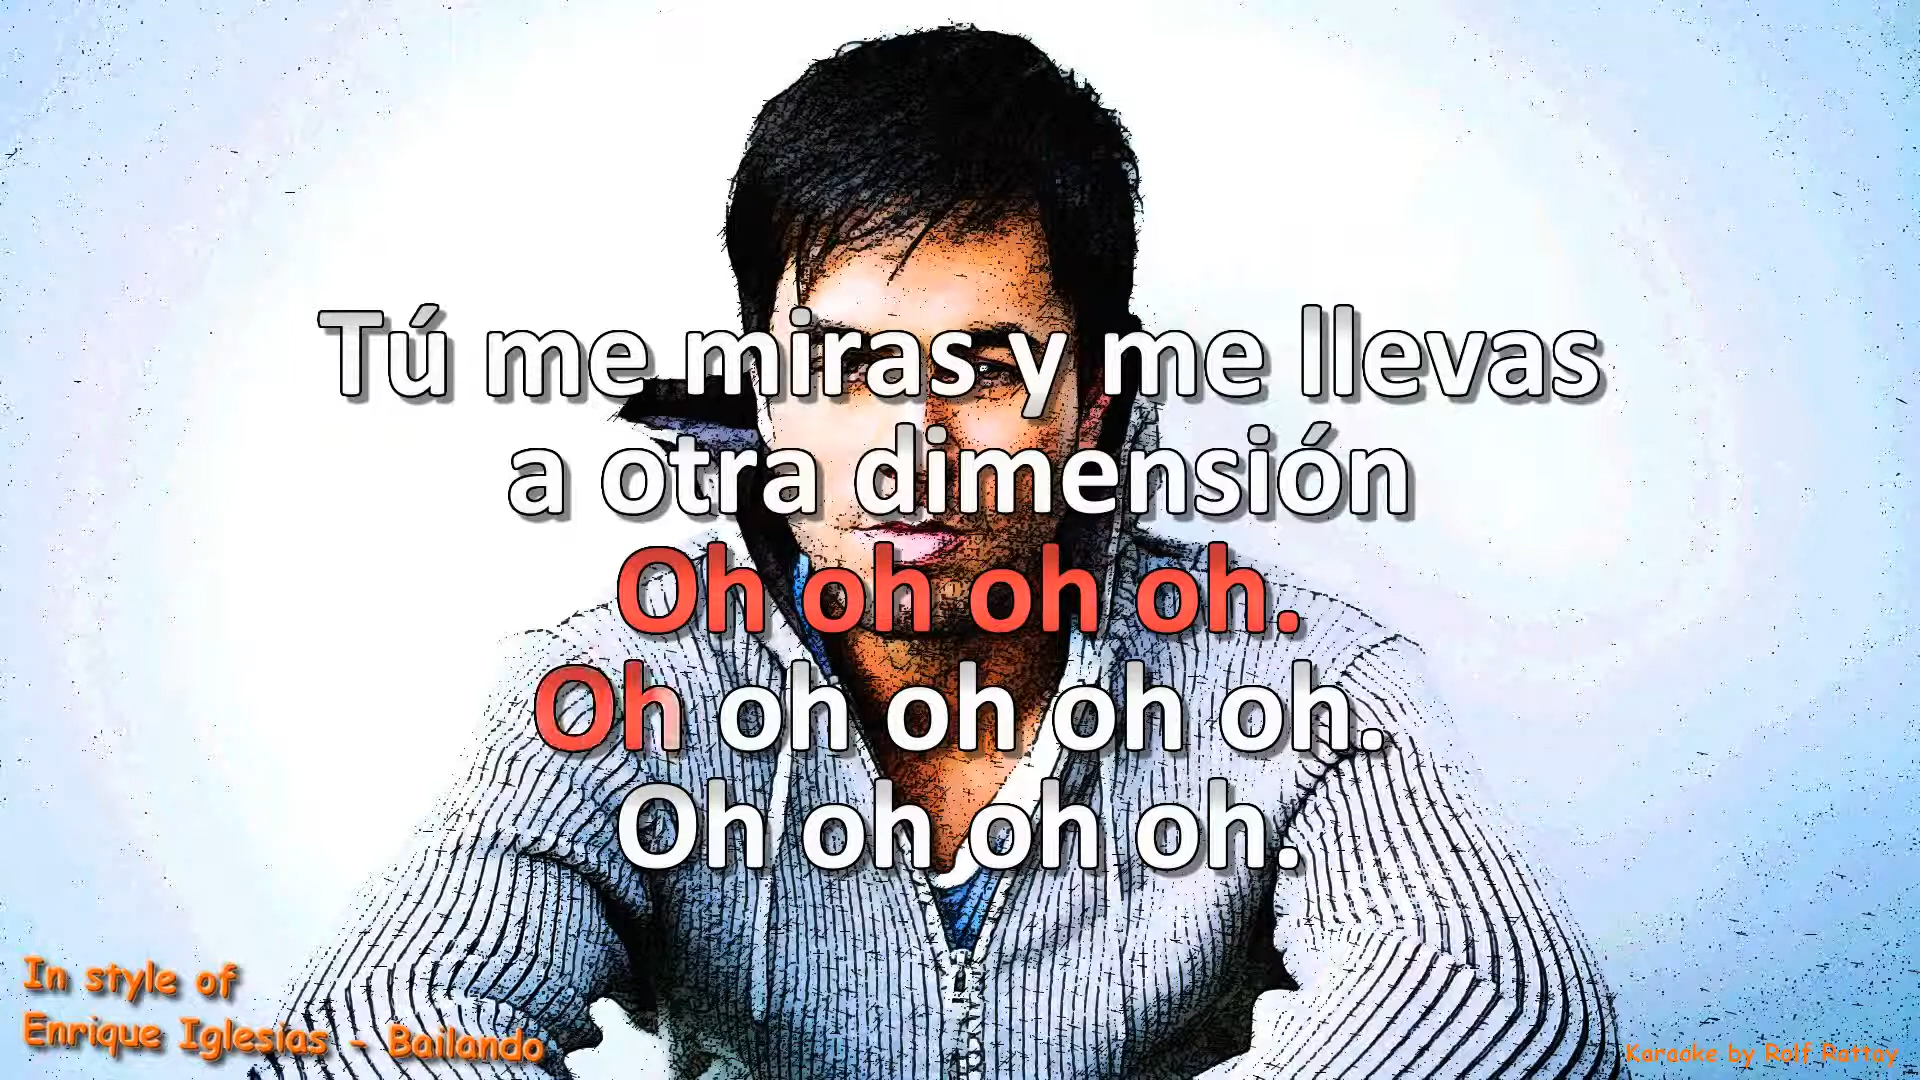 Tú me miras y me llevas
a otra dimensión
Oh oh oh oh.
Oh oh oh oh oh.
Oh oh oh oh.
In style of
Enrique Iglesias - Bailando
Karaoke by Rolf Rattay